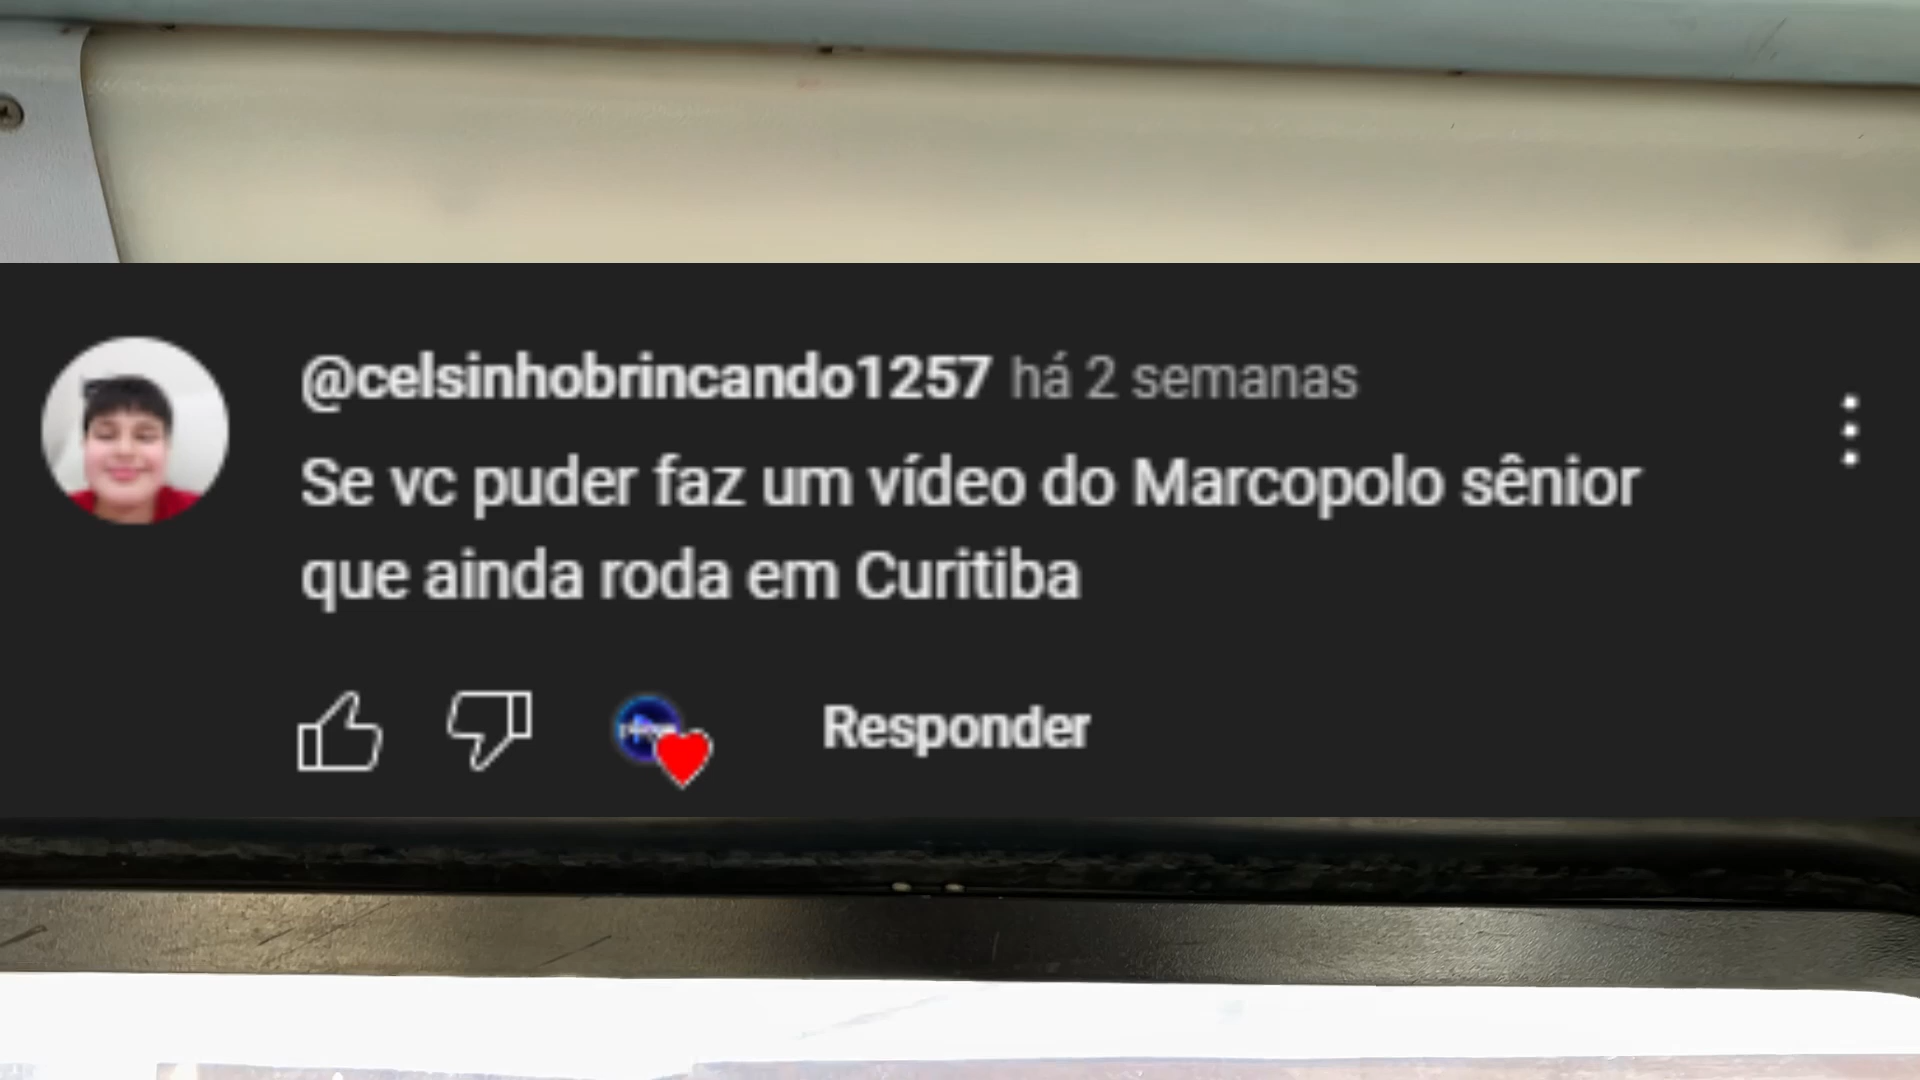 @celsinhobrincando1257 há 2 semanas
Se vc puder faz um vídeo do Marcopolo sênior
que ainda roda em Curitiba
Responder